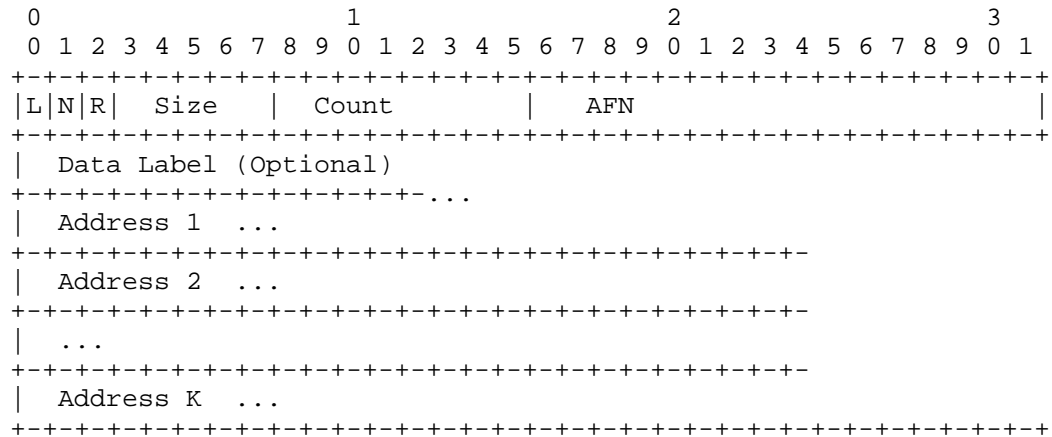 0                   1                   2                   3
 0 1 2 3 4 5 6 7 8 9 0 1 2 3 4 5 6 7 8 9 0 1 2 3 4 5 6 7 8 9 0 1
+-+-+-+-+-+-+-+-+-+-+-+-+-+-+-+-+-+-+-+-+-+-+-+-+-+-+-+-+-+-+-+-+
|L|N|R|  Size   |  Count        |   AFN                         |
+-+-+-+-+-+-+-+-+-+-+-+-+-+-+-+-+-+-+-+-+-+-+-+-+-+-+-+-+-+-+-+-+
|  Data Label (Optional)
+-+-+-+-+-+-+-+-+-+-+-+-+-...
|  Address 1  ...
+-+-+-+-+-+-+-+-+-+-+-+-+-+-+-+-+-+-+-+-+-+-+-+-+-
|  Address 2  ...
+-+-+-+-+-+-+-+-+-+-+-+-+-+-+-+-+-+-+-+-+-+-+-+-+-
|  ...
+-+-+-+-+-+-+-+-+-+-+-+-+-+-+-+-+-+-+-+-+-+-+-+-+-
|  Address K  ...
+-+-+-+-+-+-+-+-+-+-+-+-+-+-+-+-+-+-+-+-+-+-+-+-+-+-+-+-+-+-+-+-+